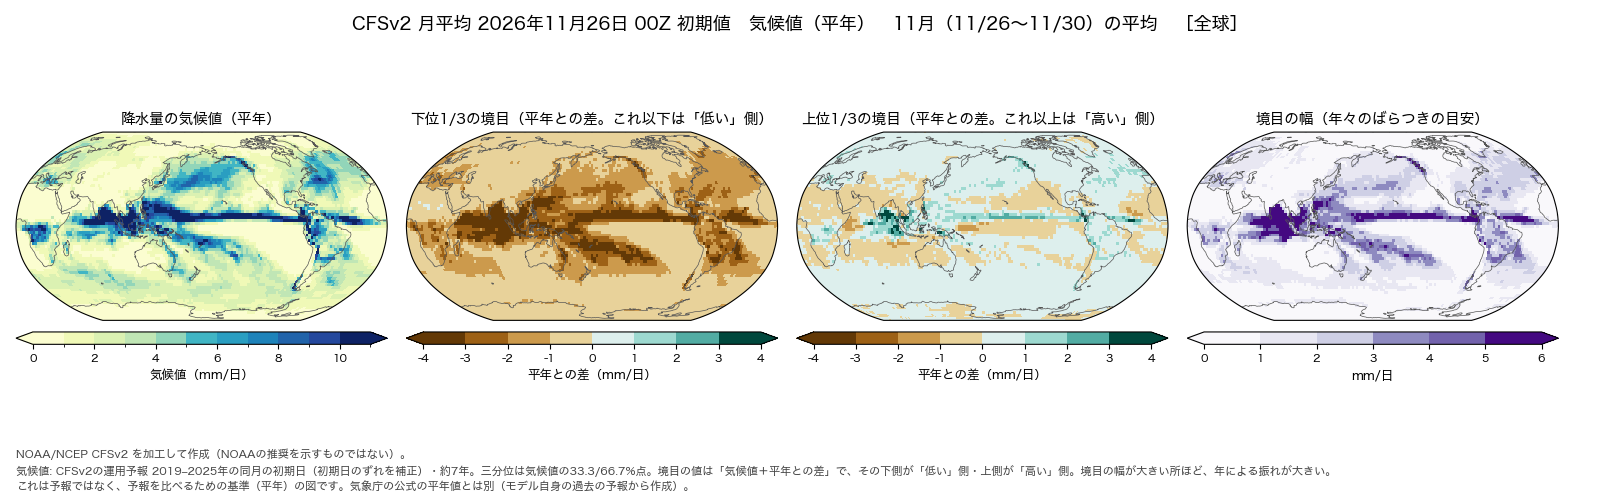 CFSv2 月平均 2026年11月26日 00Z 初期値　気候値（平年）　11月（11/26～11/30）の平均　［全球］
降水量の気候値（平年）
下位1/3の境目（平年との差。これ以下は「低い」側）
上位1/3の境目（平年との差。これ以上は「高い」側）
境目の幅（年々のばらつきの目安）
0 2 4 6 8 10
-4 -3 -2 -1 0 1 2 3 4
-4 -3 -2 -1 0 1 2 3 4
0 1 2 3 4 5 6
気候値（mm/日）
平年との差（mm/日）
平年との差（mm/日）
mm/日
NOAA/NCEP CFSv2 を加工して作成（NOAAの推奨を示すものではない）。
気候値: CFSv2の運用予報 2019–2025年の同月の初期日（初期日のずれを補正）・約7年。三分位は気候値の33.3/66.7%点。境目の値は「気候値＋平年との差」で、その下側が「低い」側・上側が「高い」側。境目の幅が大きい所ほど、年による振れが大きい。
これは予報ではなく、予報を比べるための基準（平年）の図です。気象庁の公式の平年値とは別（モデル自身の過去の予報から作成）。